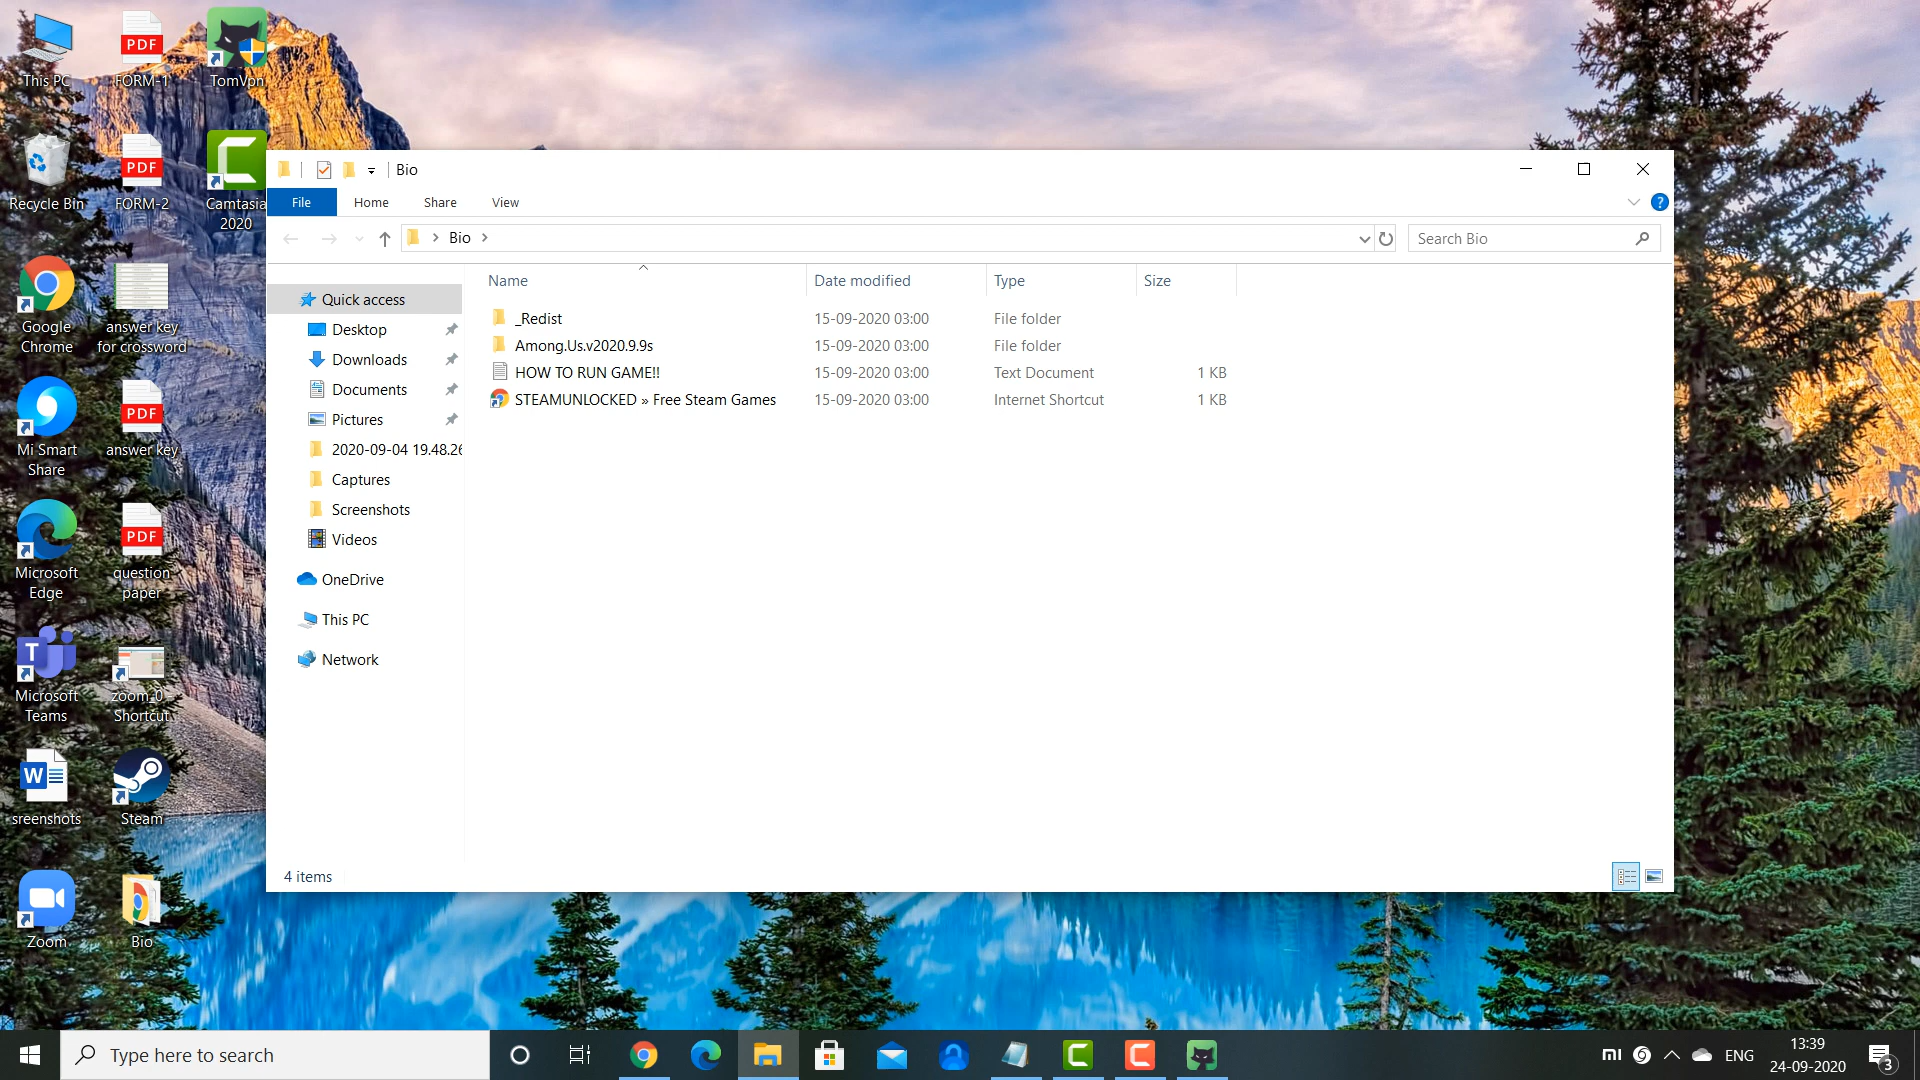 This PC
FORM-1
TomVpn
Recycle Bin
FORM-2
Camtasia
2020
Google
Chrome
answer key
for crossword
Mi Smart
Share
answer key
Microsoft
Edge
question
paper
Microsoft
Teams
zoom_0 -
Shortcut
sreenshots
Steam
Zoom
Bio
PDF
PDF
PDF
PDF
Bio
File
Home
Share
View
Bio
Search Bio
Name
Date modified
Type
Size
Quick access
Desktop
Downloads
Documents
Pictures
2020-09-04 19.48.26
Captures
Screenshots
Videos
OneDrive
This PC
Network
_Redist 15-09-2020 03:00 File folder
Among.Us.v2020.9.9s 15-09-2020 03:00 File folder
HOW TO RUN GAME!! 15-09-2020 03:00 Text Document 1 KB
STEAMUNLOCKED » Free Steam Games 15-09-2020 03:00 Internet Shortcut 1 KB
4 items
Type here to search
ENG
13:39
24-09-2020
3